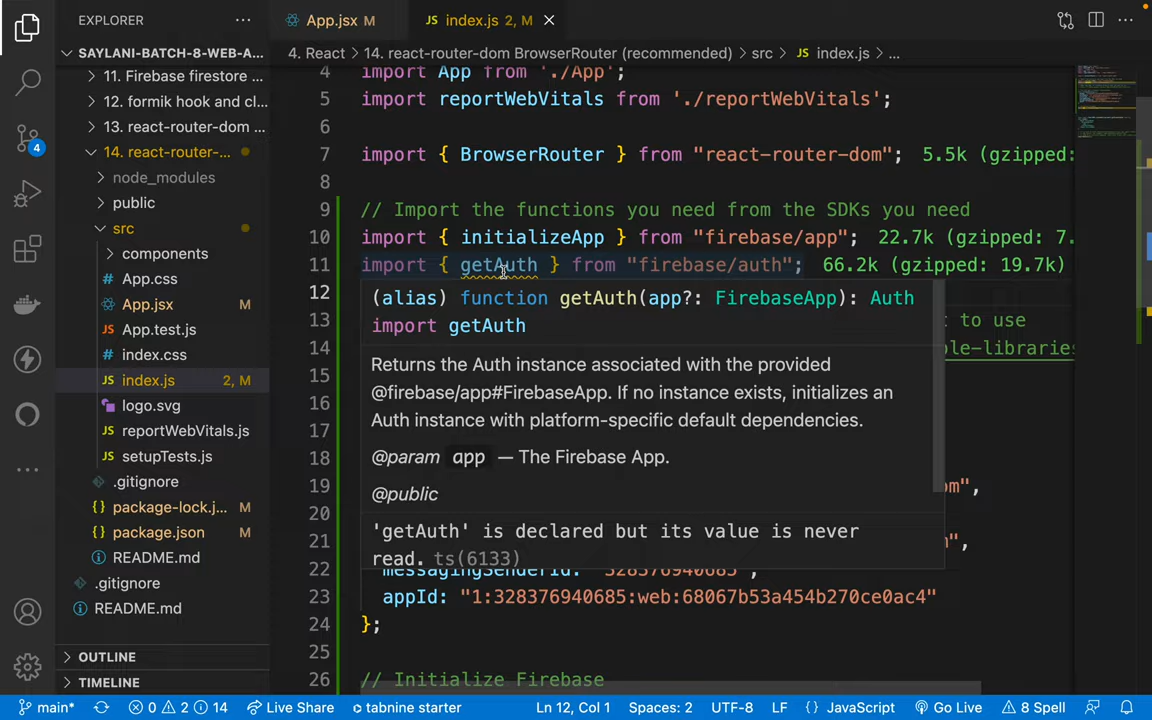 EXPLORER
SAYLANI-BATCH-8-WEB-A...
11. Firebase firestore ...
12. formik hook and cl...
13. react-router-dom ...
14. react-router-...
node_modules
public
src
components
App.css
App.jsx M
App.test.js
index.css
index.js 2, M
logo.svg
reportWebVitals.js
setupTests.js
.gitignore
package-lock.j... M
package.json M
README.md
.gitignore
README.md
OUTLINE
TIMELINE
4
App.jsx M
index.js 2, M
4. React > 14. react-router-dom BrowserRouter (recommended) > src > JS index.js > ...
4 import App from './App';
5 import reportWebVitals from './reportWebVitals';
6
7 import { BrowserRouter } from "react-router-dom"; 5.5k (gzipped:
8
9 // Import the functions you need from the SDKs you need
10 import { initializeApp } from "firebase/app"; 22.7k (gzipped: 7.
11 import { getAuth } from "firebase/auth"; 66.2k (gzipped: 19.7k)
12
(alias) function getAuth(app?: FirebaseApp): Auth
import getAuth
13 t to use
14 le-libraries
Returns the Auth instance associated with the provided
@firebase/app#FirebaseApp. If no instance exists, initializes an
Auth instance with platform-specific default dependencies.
@param app — The Firebase App.
@public
'getAuth' is declared but its value is never
read. ts(6133)
15
16
17
18
19 om",
20
21 ",
22 messagingSenderId: "328376940685",
23 appId: "1:328376940685:web:68067b53a454b270ce0ac4"
24 };
25
26 // Initialize Firebase
main* 0 2 14 Live Share tabnine starter Ln 12, Col 1 Spaces: 2 UTF-8 LF {} JavaScript Go Live 8 Spell